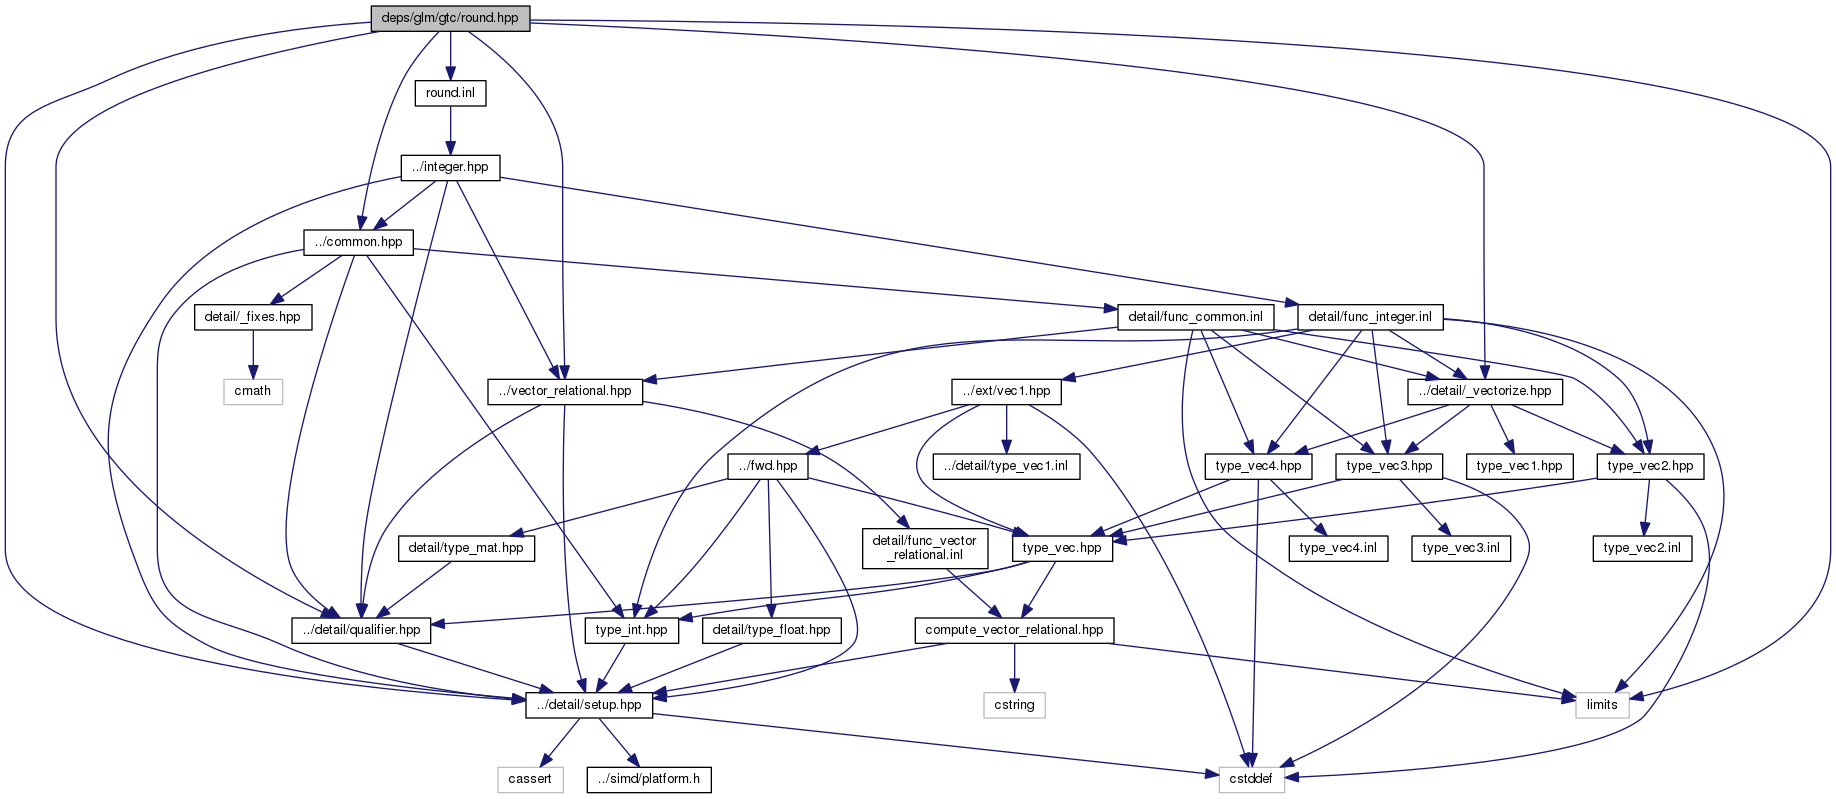 deps/glm/gtc/round.hpp
round.inl
../integer.hpp
../common.hpp
detail/_fixes.hpp
detail/func_common.inl
detail/func_integer.inl
cmath
../vector_relational.hpp
../ext/vec1.hpp
../detail/_vectorize.hpp
../fwd.hpp
../detail/type_vec1.inl
type_vec4.hpp
type_vec3.hpp
type_vec1.hpp
type_vec2.hpp
detail/type_mat.hpp
detail/func_vector
_relational.inl
type_vec.hpp
type_vec4.inl
type_vec3.inl
type_vec2.inl
../detail/qualifier.hpp
type_int.hpp
detail/type_float.hpp
compute_vector_relational.hpp
../detail/setup.hpp
cstring
limits
cassert
../simd/platform.h
cstddef